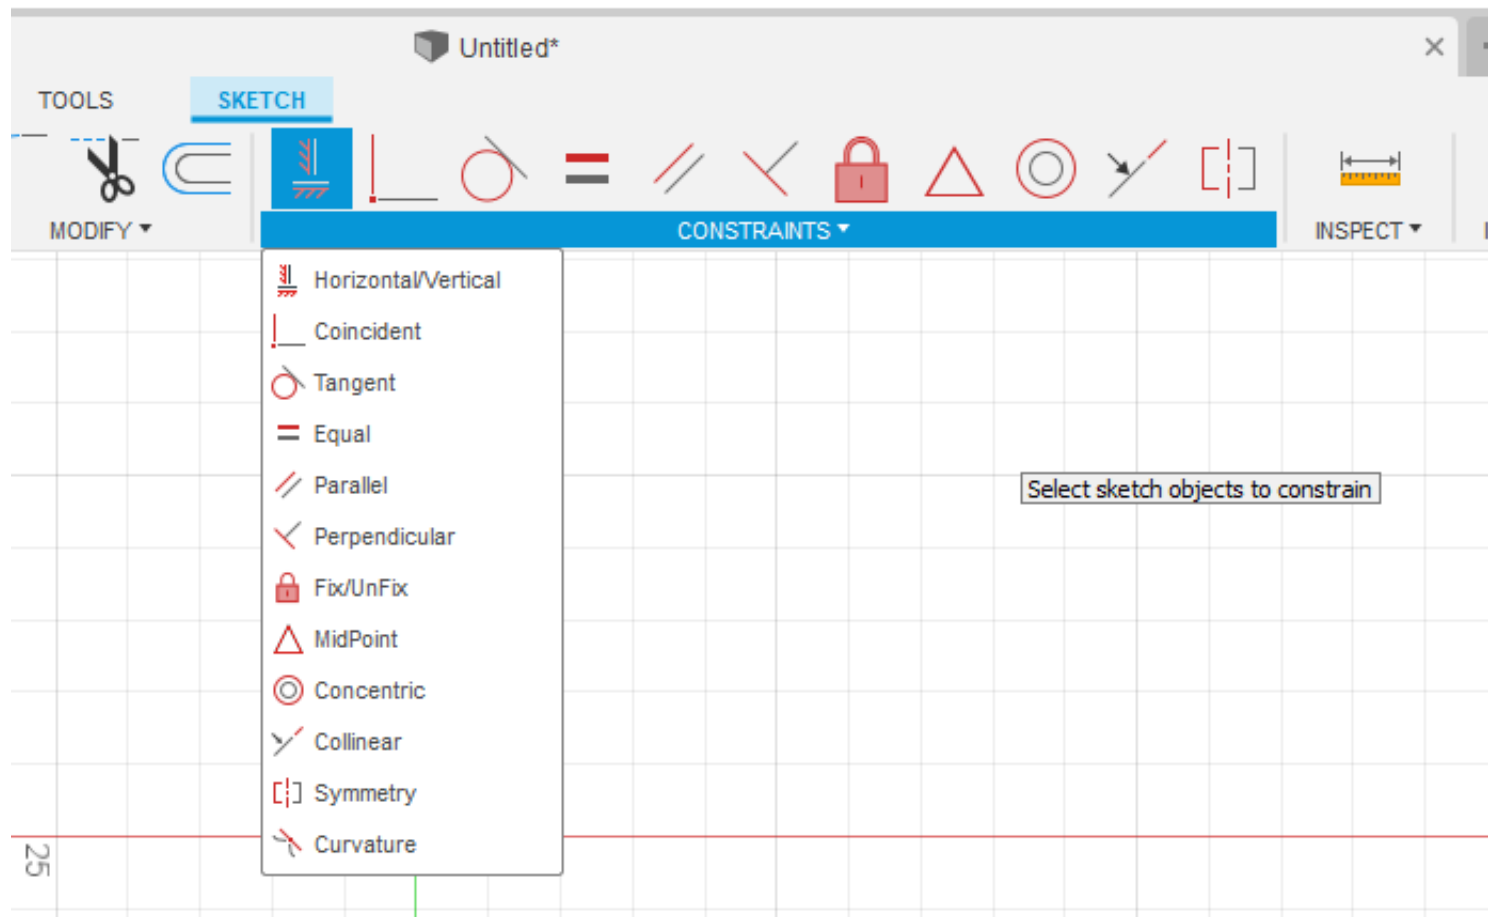 Untitled*
TOOLS
SKETCH
MODIFY
CONSTRAINTS
INSPECT
Horizontal/Vertical
Coincident
Tangent
Equal
Parallel
Perpendicular
Fix/UnFix
MidPoint
Concentric
Collinear
Symmetry
Curvature
Select sketch objects to constrain
25